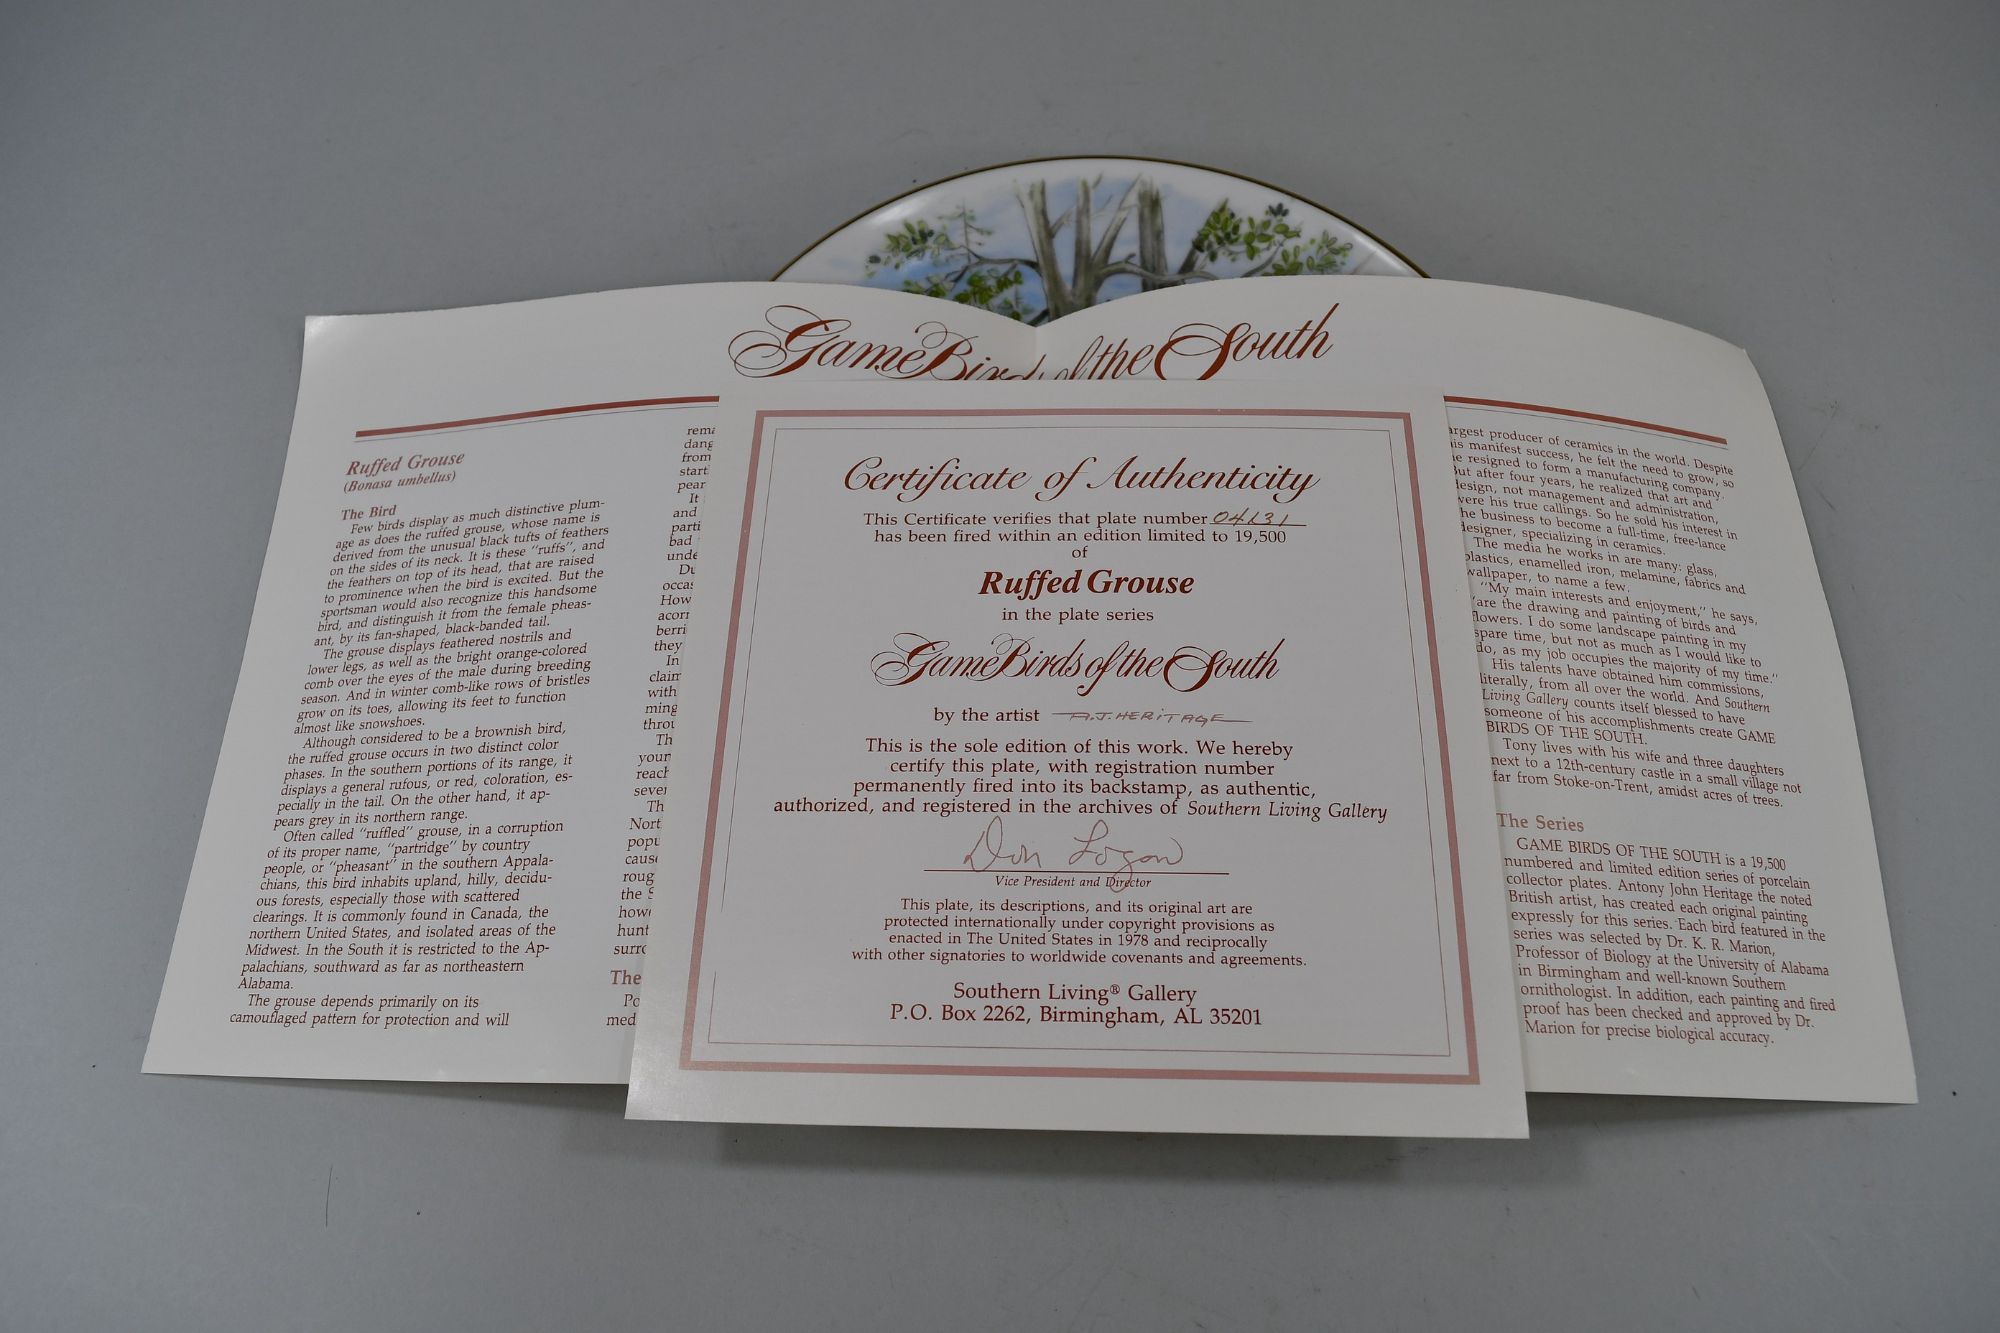 Game Birds of the South
Ruffed Grouse
(Bonasa umbellus)
The Bird
Few birds display as much distinctive plum-
age as does the ruffed grouse, whose name is
derived from the unusual black tufts of feathers
on the sides of its neck. It is these "ruffs", and
the feathers on top of its head, that are raised
to prominence when the bird is excited. But the
sportsman would also recognize this handsome
bird, and distinguish it from the female pheas-
ant, by its fan-shaped, black-banded tail.
The grouse displays feathered nostrils and
lower legs, as well as the bright orange-colored
comb over the eyes of the male during breeding
season. And in winter comb-like rows of bristles
grow on its toes, allowing its feet to function
almost like snowshoes.
Although considered to be a brownish bird,
the ruffed grouse occurs in two distinct color
phases. In the southern portions of its range, it
displays a general rufous, or red, coloration, es-
pecially in the tail. On the other hand, it ap-
pears grey in its northern range.
Often called "ruffled" grouse, in a corruption
of its proper name, "partridge" by country
people, or "pheasant" in the southern Appala-
chians, this bird inhabits upland, hilly, decidu-
ous forests, especially those with scattered
clearings. It is commonly found in Canada, the
northern United States, and isolated areas of the
Midwest. In the South it is restricted to the Ap-
palachians, southward as far as northeastern
Alabama.
The grouse depends primarily on its
camouflaged pattern for protection and will
from
It
and
bad
they
In
with
Th
Th
the
The
Certificate of Authenticity
This Certificate verifies that plate number 04131
has been fired within an edition limited to 19,500
of
Ruffed Grouse
in the plate series
Game Birds of the South
by the artist A.J. HERITAGE
This is the sole edition of this work. We hereby
certify this plate, with registration number
permanently fired into its backstamp, as authentic,
authorized, and registered in the archives of Southern Living Gallery
Don Logan
Vice President and Director
This plate, its descriptions, and its original art are
protected internationally under copyright provisions as
enacted in The United States in 1978 and reciprocally
with other signatories to worldwide covenants and agreements.
Southern Living® Gallery
P.O. Box 2262, Birmingham, AL 35201
argest producer of ceramics in the world. Despite
is manifest success, he felt the need to grow, so
e resigned to form a manufacturing company.
But after four years, he realized that art and
design, not management and administration,
were his true callings. So he sold his interest in
he business to become a full-time, free-lance
designer, specializing in ceramics.
The media he works in are many: glass,
plastics, enamelled iron, melamine, fabrics and
wallpaper, to name a few.
"My main interests and enjoyment," he says,
"are the drawing and painting of birds and
flowers. I do some landscape painting in my
spare time, but not as much as I would like to
do, as my job occupies the majority of my time."
His talents have obtained him commissions,
literally, from all over the world. And Southern
Living Gallery counts itself blessed to have
someone of his accomplishments create GAME
BIRDS OF THE SOUTH.
Tony lives with his wife and three daughters
next to a 12th-century castle in a small village not
far from Stoke-on-Trent, amidst acres of trees.
The Series
GAME BIRDS OF THE SOUTH is a 19,500
numbered and limited edition series of porcelain
collector plates. Antony John Heritage the noted
British artist, has created each original painting
expressly for this series. Each bird featured in the
series was selected by Dr. K. R. Marion,
Professor of Biology at the University of Alabama
in Birmingham and well-known Southern
ornithologist. In addition, each painting and fired
proof has been checked and approved by Dr.
Marion for precise biological accuracy.